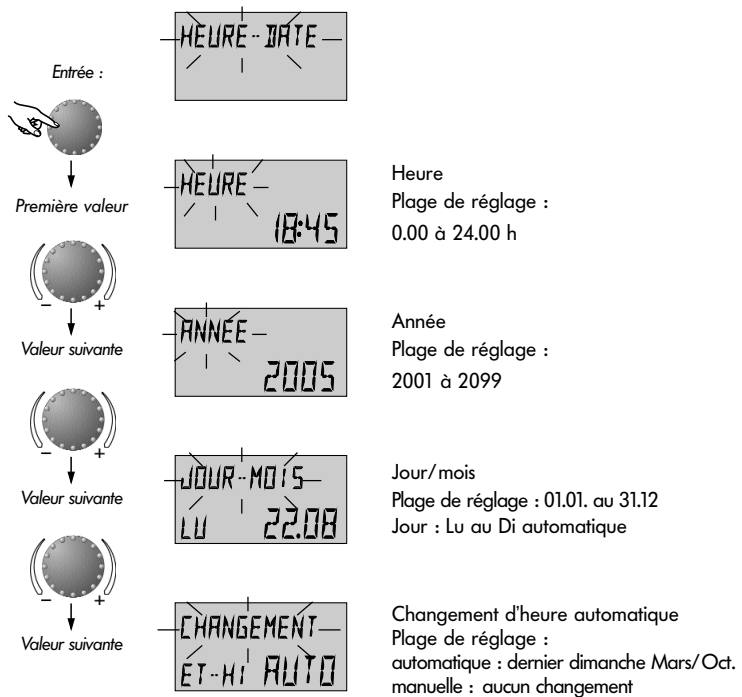 HEURE-DATE
Entrée :
HEURE
18:45
Première valeur
Heure
Plage de réglage :
0.00 à 24.00 h
– +
ANNEE
2005
Valeur suivante
Année
Plage de réglage :
2001 à 2099
– +
JOUR-MOIS
LU 22.08
Valeur suivante
Jour/mois
Plage de réglage : 01.01. au 31.12
Jour : Lu au Di automatique
– +
CHANGEMENT
ET-HI AUTO
Valeur suivante
Changement d'heure automatique
Plage de réglage :
automatique : dernier dimanche Mars/Oct.
manuelle : aucun changement